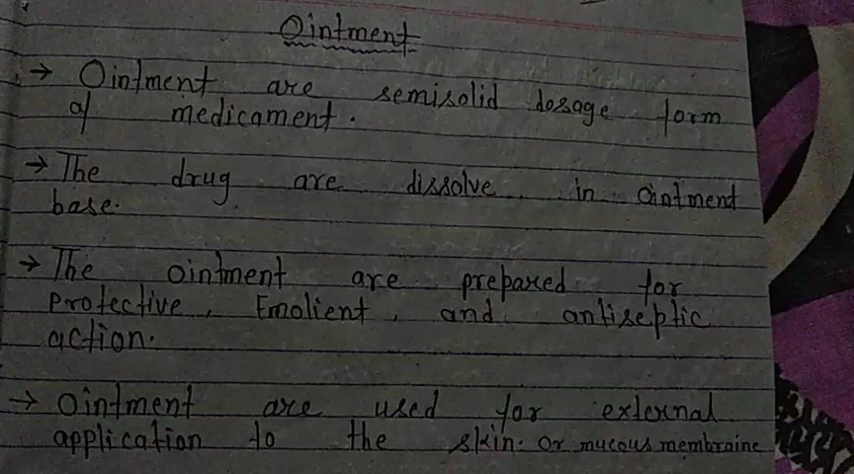 Ointment
→ Ointment are semisolid dosage form
of medicament.
→ The drug are dissolve in ointment
base.
→ The ointment are prepared for
Protective, Emolient, and antiseptic
action.
→ Ointment are used for external
application to the skin. or mucous membraine